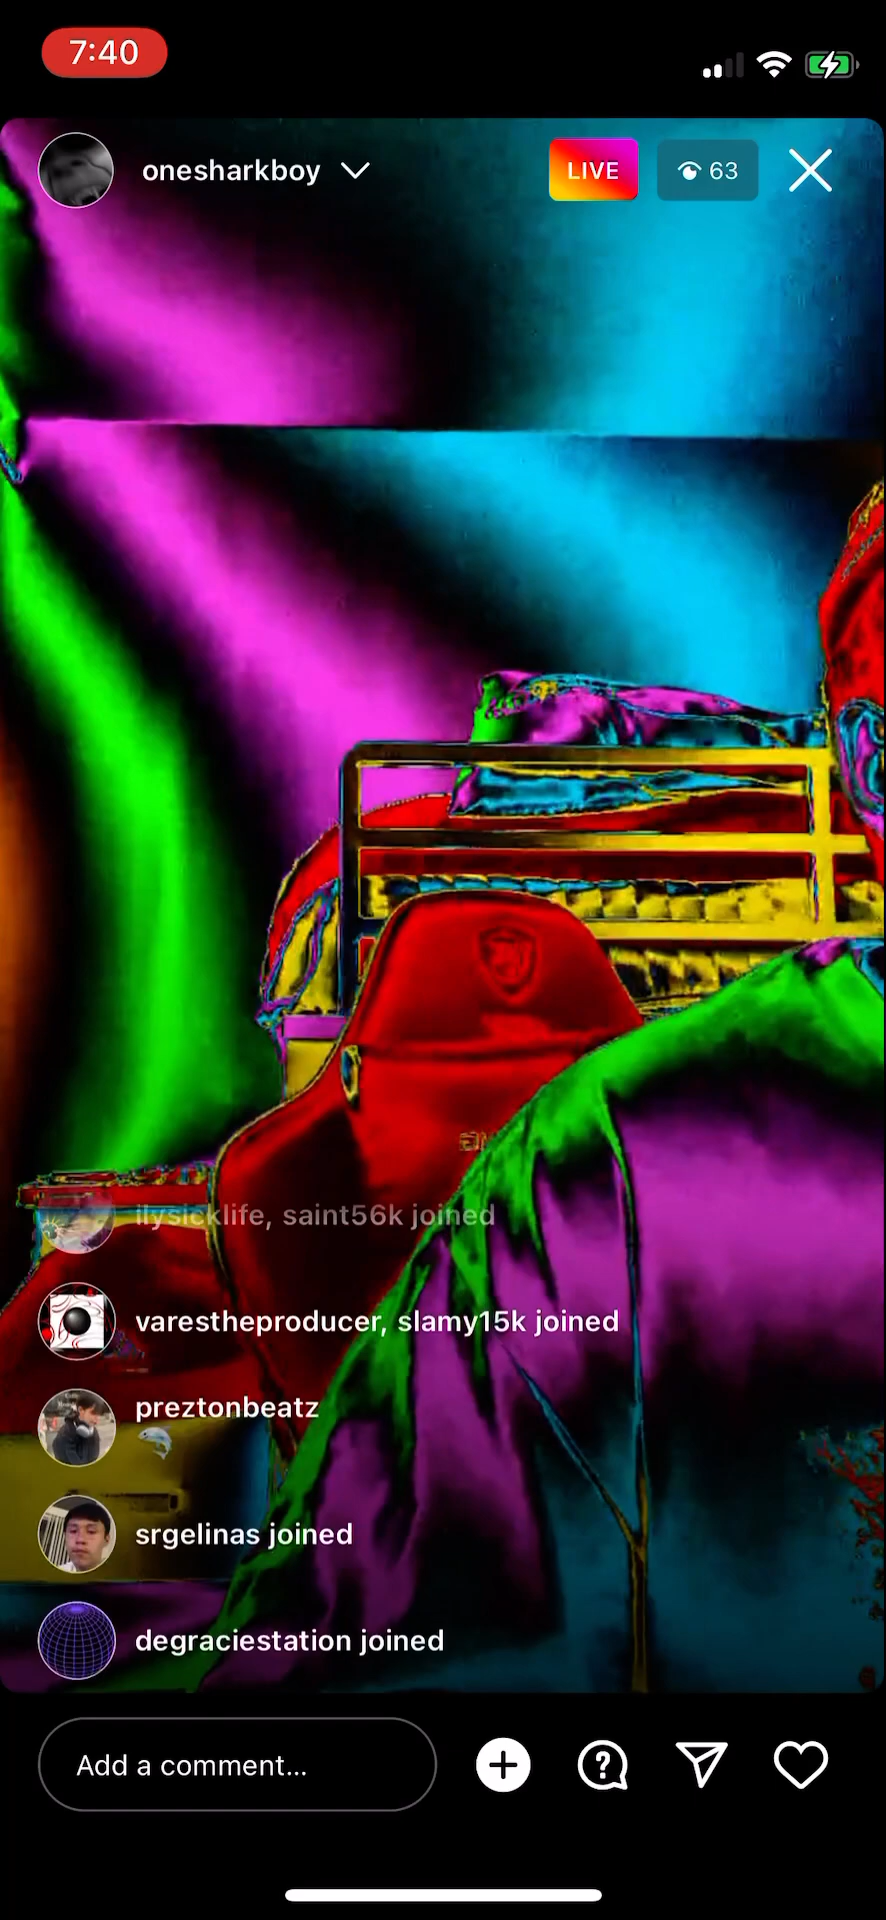 7:40
onesharkboy
LIVE
63
ilysicklife, saint56k joined
varestheproducer, slamy15k joined
preztonbeatz
🐬
srgelinas joined
degraciestation joined
Add a comment...